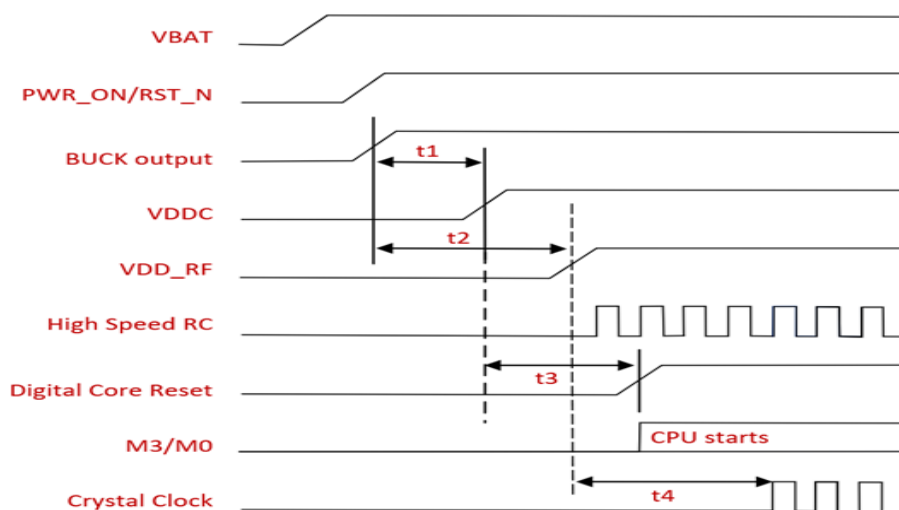 VBAT
PWR_ON/RST_N
BUCK output
t1
VDDC
t2
VDD_RF
High Speed RC
t3
Digital Core Reset
M3/M0
CPU starts
t4
Crystal Clock